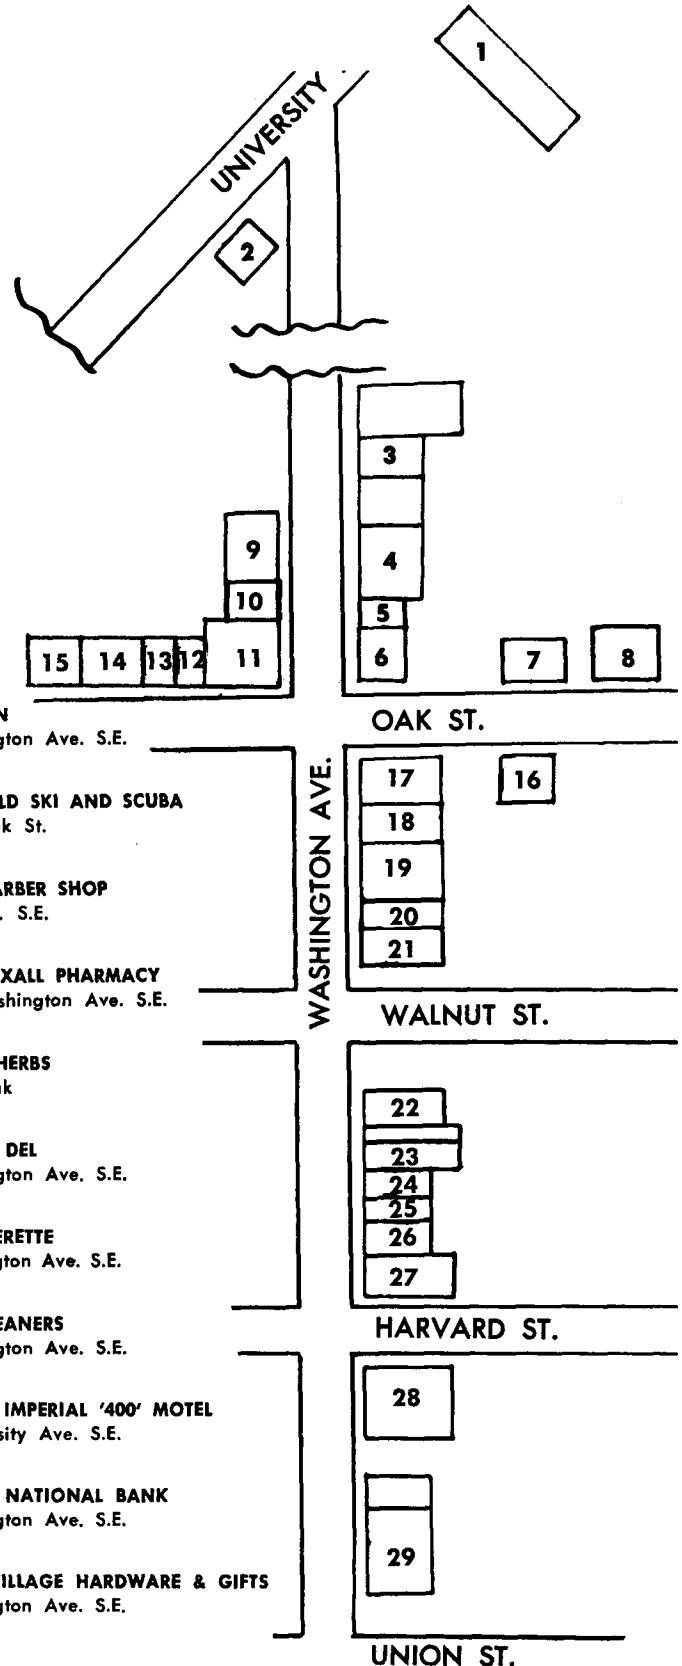 1
UNIVERSITY
2
3
4
5
6
7
8
9
10
11
12
13
14
15
OAK ST.
WASHINGTON AVE.
16
17
18
19
20
21
WALNUT ST.
22
23
24
25
26
27
HARVARD ST.
28
29
UNION ST.
N
gton Ave. S.E.
LD SKI AND SCUBA
k St.
ARBER SHOP
. S.E.
XALL PHARMACY
shington Ave. S.E.
HERBS
k
DEL
gton Ave. S.E.
ERETTE
gton Ave. S.E.
EANERS
gton Ave. S.E.
IMPERIAL '400' MOTEL
sity Ave. S.E.
NATIONAL BANK
gton Ave. S.E.
VILLAGE HARDWARE & GIFTS
gton Ave. S.E.